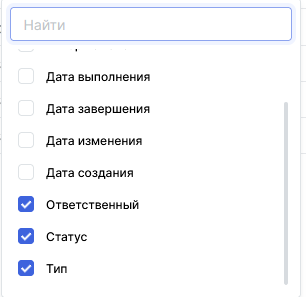 Найти
Дата выполнения
Дата завершения
Дата изменения
Дата создания
Ответственный
Статус
Тип